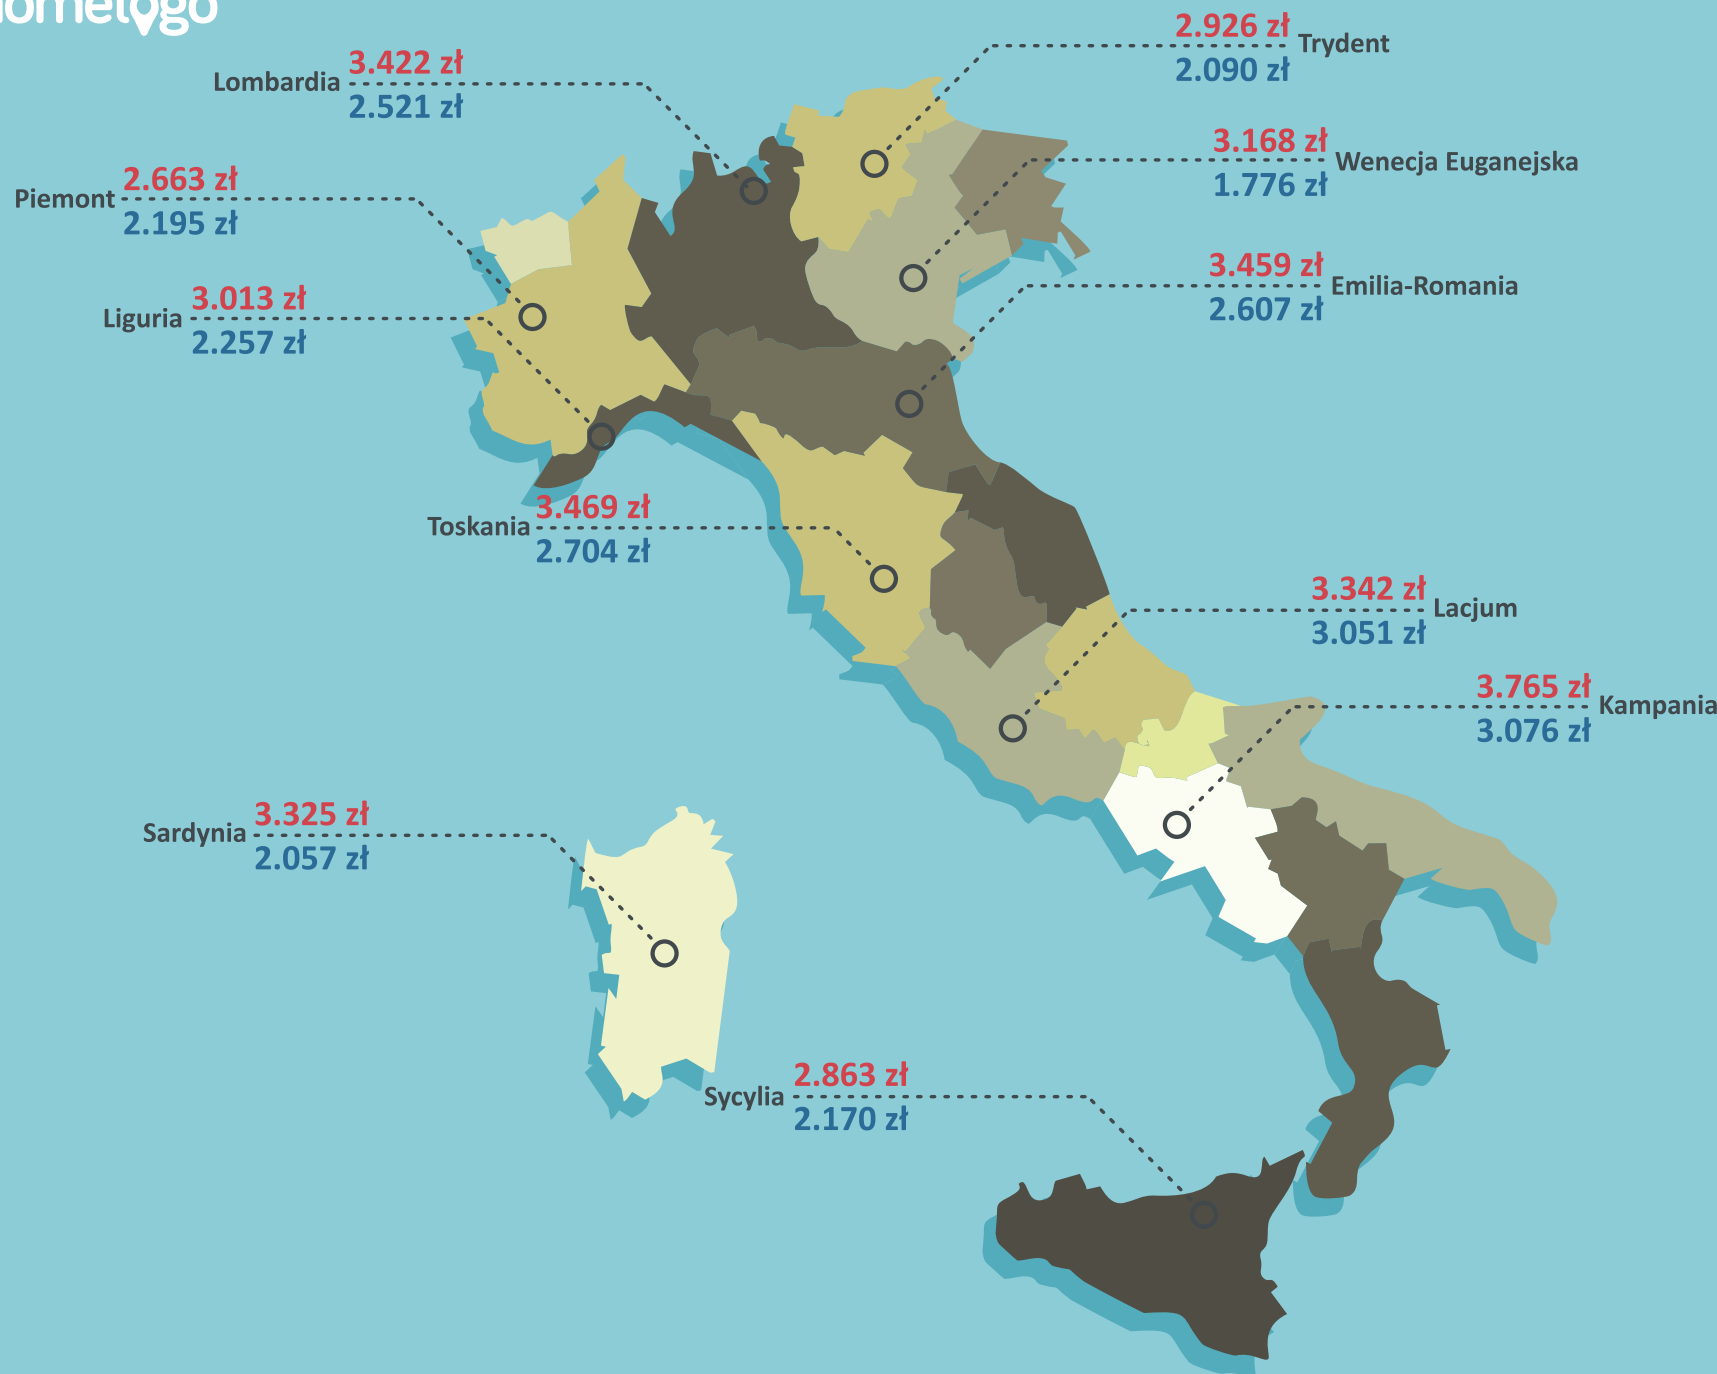 2.926 zł
Trydent
2.090 zł
3.422 zł
Lombardia
2.521 zł
3.168 zł
Wenecja Euganejska
1.776 zł
2.663 zł
Piemont
2.195 zł
3.459 zł
Emilia-Romania
2.607 zł
3.013 zł
Liguria
2.257 zł
3.469 zł
Toskania
2.704 zł
3.342 zł
Lacjum
3.051 zł
3.765 zł
Kampania
3.076 zł
3.325 zł
Sardynia
2.057 zł
2.863 zł
Sycylia
2.170 zł